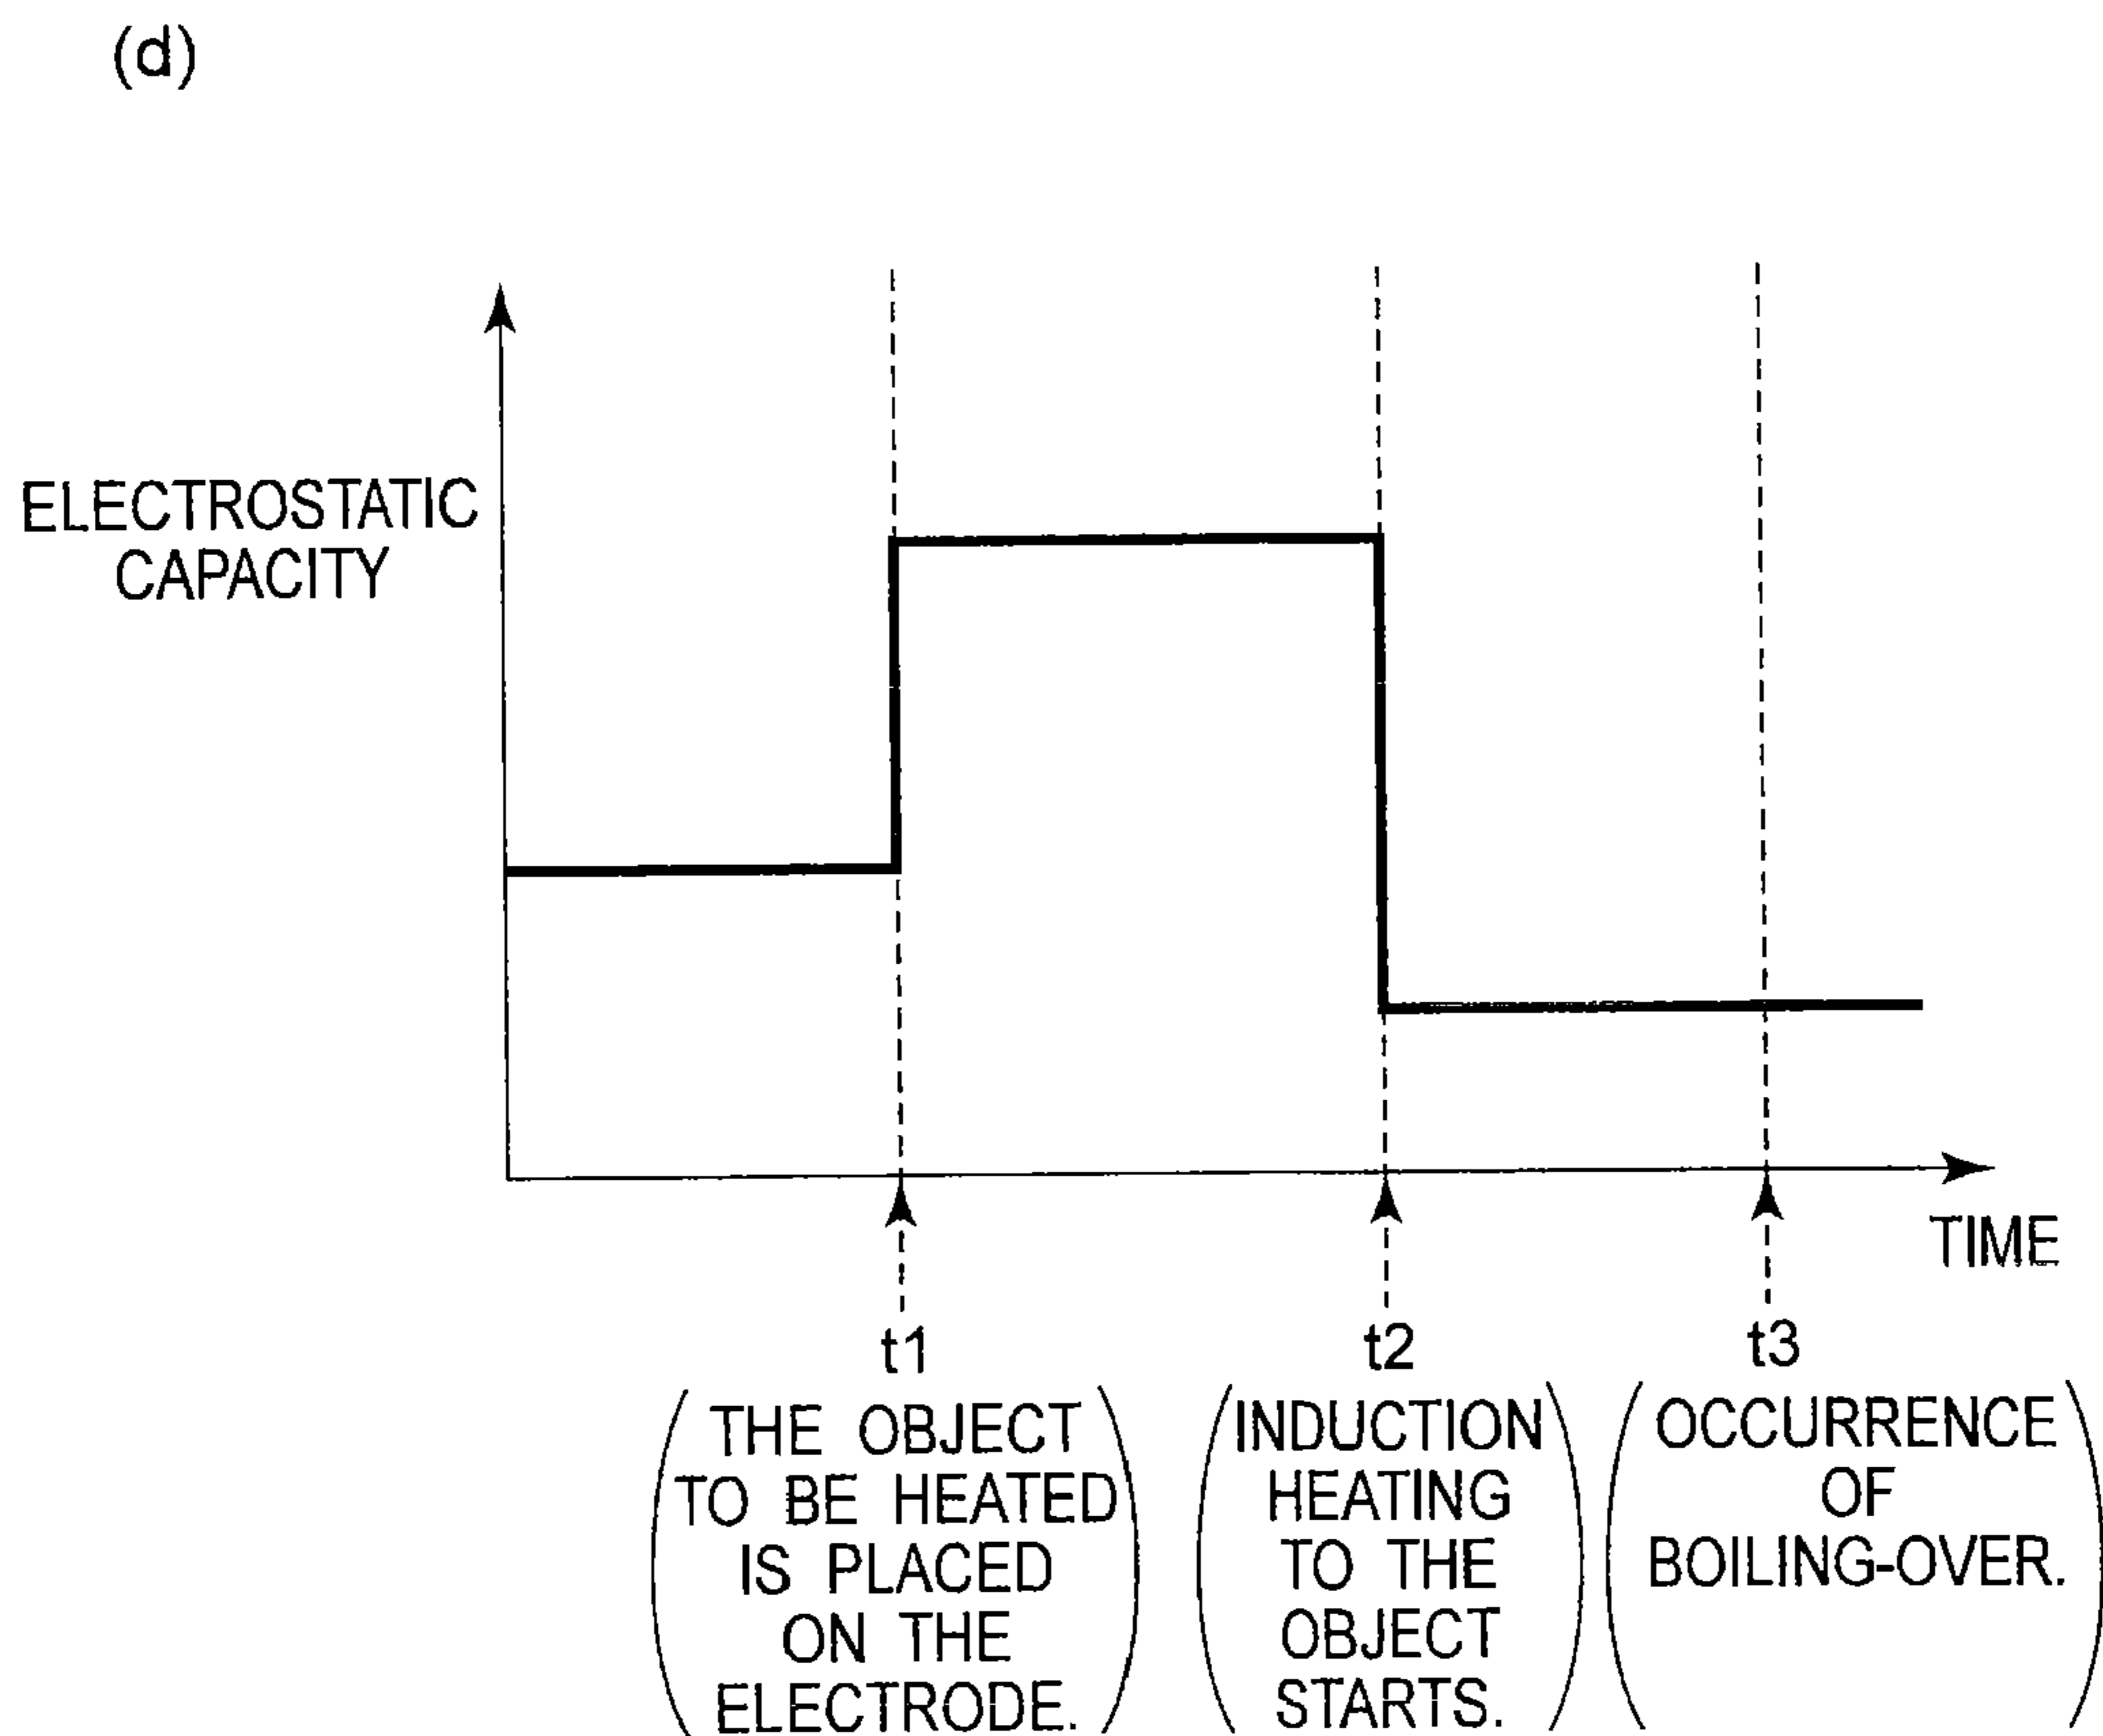 (d)
ELECTROSTATIC
CAPACITY
TIME
t1
THE OBJECT
TO BE HEATED
IS PLACED
ON THE
ELECTRODE.
t2
INDUCTION
HEATING
TO THE
OBJECT
STARTS.
t3
OCCURRENCE
OF
BOILING-OVER.